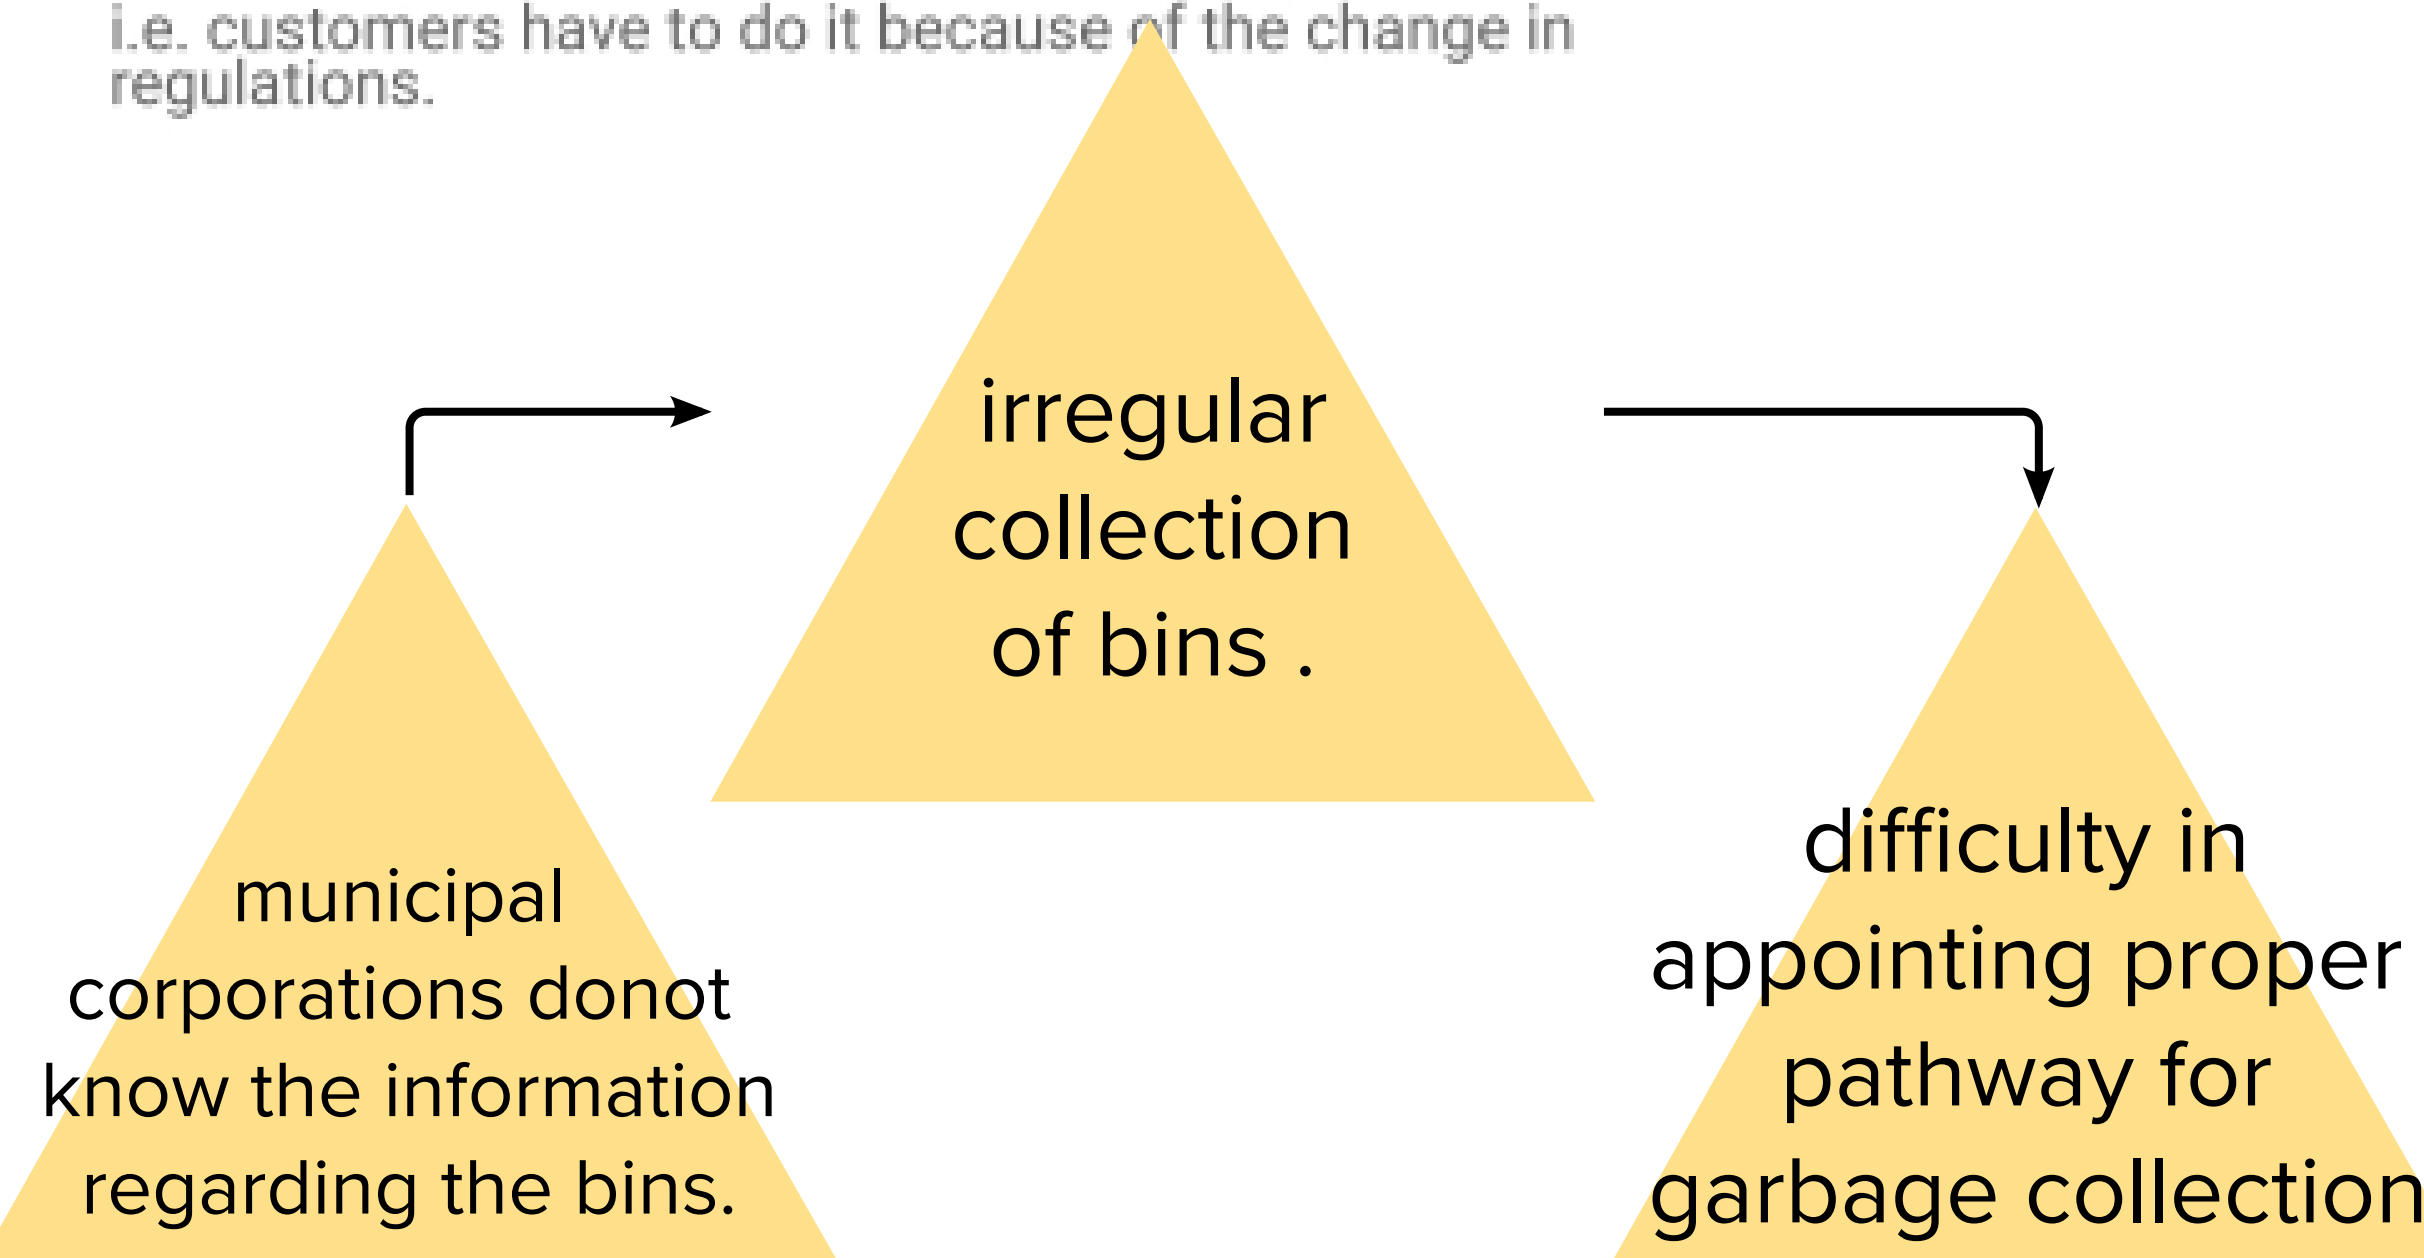 i.e. customers have to do it because of the change in
regulations.
municipal
corporations donot
know the information
regarding the bins.
irregular
collection
of bins .
difficulty in
appointing proper
pathway for
garbage collection